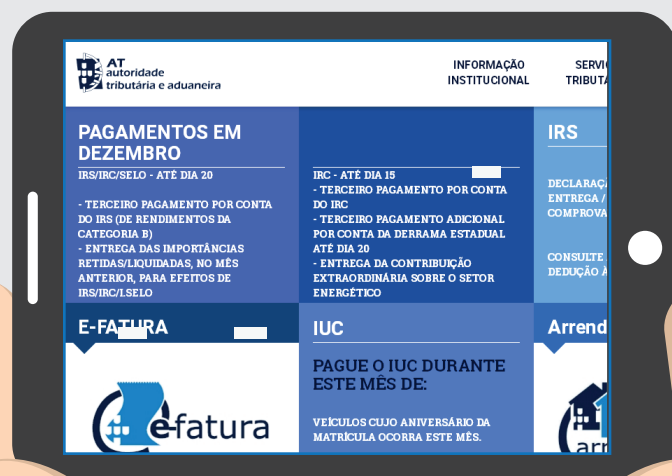 AT
autoridade
tributária e aduaneira
INFORMAÇÃO
INSTITUCIONAL
PAGAMENTOS EM
DEZEMBRO
IRS/IRC/SELO - ATÉ DIA 20
- TERCEIRO PAGAMENTO POR CONTA
DO IRS (DE RENDIMENTOS DA
CATEGORIA B)
- ENTREGA DAS IMPORTÂNCIAS
RETIDAS/LIQUIDADAS, NO MÊS
ANTERIOR, PARA EFEITOS DE
IRS/IRC/I.SELO
IRC - ATÉ DIA 15
- TERCEIRO PAGAMENTO POR CONTA
DO IRC
- TERCEIRO PAGAMENTO ADICIONAL
POR CONTA DA DERRAMA ESTADUAL
ATÉ DIA 20
- ENTREGA DA CONTRIBUIÇÃO
EXTRAORDINÁRIA SOBRE O SETOR
ENERGÉTICO
IRS
ENTREGA /
CONSULTE
DEDUÇÃO À
E-FATURA
e-fatura
IUC
PAGUE O IUC DURANTE
ESTE MÊS DE:
VEÍCULOS CUJO ANIVERSÁRIO DA
MATRÍCULA OCORRA ESTE MÊS.
Arrend
arr